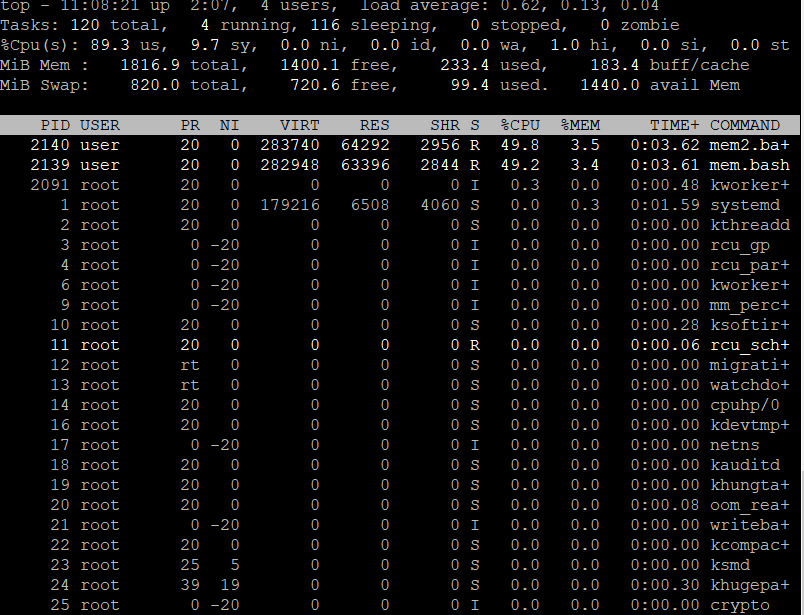 top - 11:08:21 up  2:07,  4 users,  load average: 0.62, 0.13, 0.04
Tasks: 120 total,   4 running, 116 sleeping,   0 stopped,   0 zombie
%Cpu(s): 89.3 us,  9.7 sy,  0.0 ni,  0.0 id,  0.0 wa,  1.0 hi,  0.0 si,  0.0 st
MiB Mem :   1816.9 total,   1400.1 free,    233.4 used,    183.4 buff/cache
MiB Swap:    820.0 total,    720.6 free,     99.4 used.   1440.0 avail Mem
PID USER      PR  NI    VIRT    RES    SHR S  %CPU  %MEM     TIME+ COMMAND
2140 user      20   0  283740  64292   2956 R  49.8   3.5   0:03.62 mem2.ba+
2139 user      20   0  282948  63396   2844 R  49.2   3.4   0:03.61 mem.bash
2091 root      20   0       0      0      0 I   0.3   0.0   0:00.48 kworker+
1 root      20   0  179216   6508   4060 S   0.0   0.3   0:01.59 systemd
2 root      20   0       0      0      0 S   0.0   0.0   0:00.00 kthreadd
3 root       0 -20       0      0      0 I   0.0   0.0   0:00.00 rcu_gp
4 root       0 -20       0      0      0 I   0.0   0.0   0:00.00 rcu_par+
6 root       0 -20       0      0      0 I   0.0   0.0   0:00.00 kworker+
9 root       0 -20       0      0      0 I   0.0   0.0   0:00.00 mm_perc+
10 root      20   0       0      0      0 S   0.0   0.0   0:00.28 ksoftir+
11 root      20   0       0      0      0 R   0.0   0.0   0:00.06 rcu_sch+
12 root      rt   0       0      0      0 S   0.0   0.0   0:00.00 migrati+
13 root      rt   0       0      0      0 S   0.0   0.0   0:00.00 watchdo+
14 root      20   0       0      0      0 S   0.0   0.0   0:00.00 cpuhp/0
16 root      20   0       0      0      0 S   0.0   0.0   0:00.00 kdevtmp+
17 root       0 -20       0      0      0 I   0.0   0.0   0:00.00 netns
18 root      20   0       0      0      0 S   0.0   0.0   0:00.00 kauditd
19 root      20   0       0      0      0 S   0.0   0.0   0:00.00 khungta+
20 root      20   0       0      0      0 S   0.0   0.0   0:00.08 oom_rea+
21 root       0 -20       0      0      0 I   0.0   0.0   0:00.00 writeba+
22 root      20   0       0      0      0 S   0.0   0.0   0:00.00 kcompac+
23 root      25   5       0      0      0 S   0.0   0.0   0:00.00 ksmd
24 root      39  19       0      0      0 S   0.0   0.0   0:00.30 khugepa+
25 root       0 -20       0      0      0 I   0.0   0.0   0:00.00 crypto